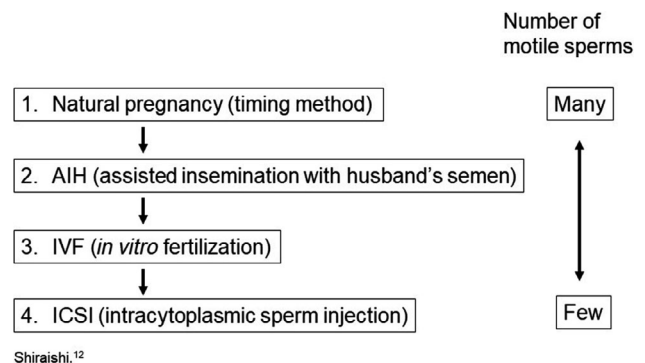 Number of
motile sperms
1. Natural pregnancy (timing method)
Many
2. AIH (assisted insemination with husband's semen)
3. IVF (in vitro fertilization)
4. ICSI (intracytoplasmic sperm injection)
Few
Shiraishi.¹²